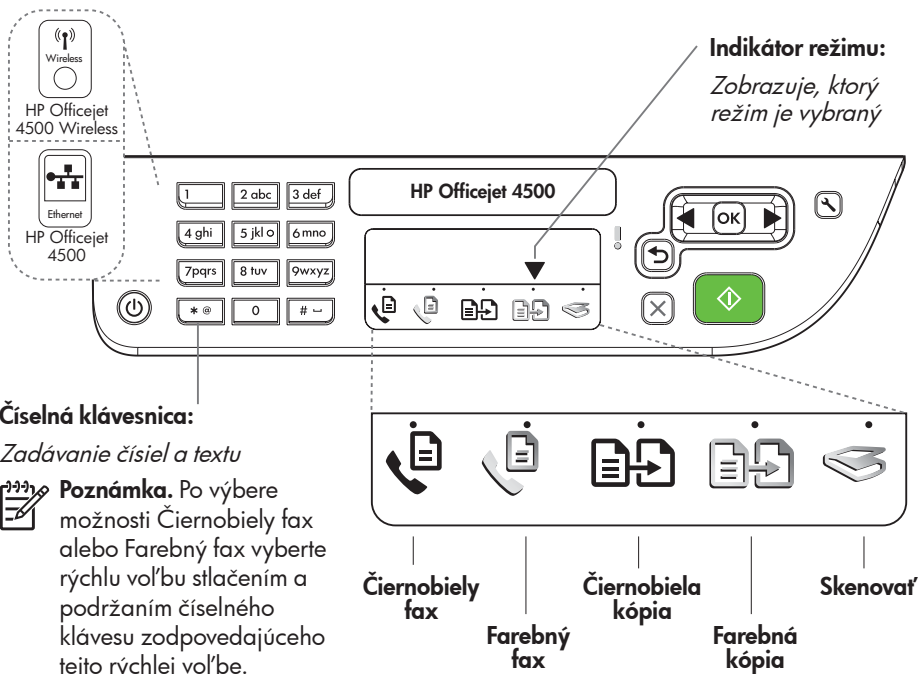 Wireless
HP Officejet
4500 Wireless
Ethernet
HP Officejet
4500
Indikátor režimu:
Zobrazuje, ktorý
režim je vybraný
1
2 abc
3 def
4 ghi
5 jkl
6 mno
7pqrs
8 tuv
9wxyz
* @
0
#
HP Officejet 4500
OK
Číselná klávesnica:
Zadávanie čísiel a textu
Poznámka. Po výbere
možnosti Čiernobiely fax
alebo Farebný fax vyberte
rýchlu voľbu stlačením a
podržaním číselného
klávesu zodpovedajúceho
tejto rýchlej voľbe.
Čiernobiely
fax
Farebný
fax
Čiernobiela
kópia
Farebná
kópia
Skenovať